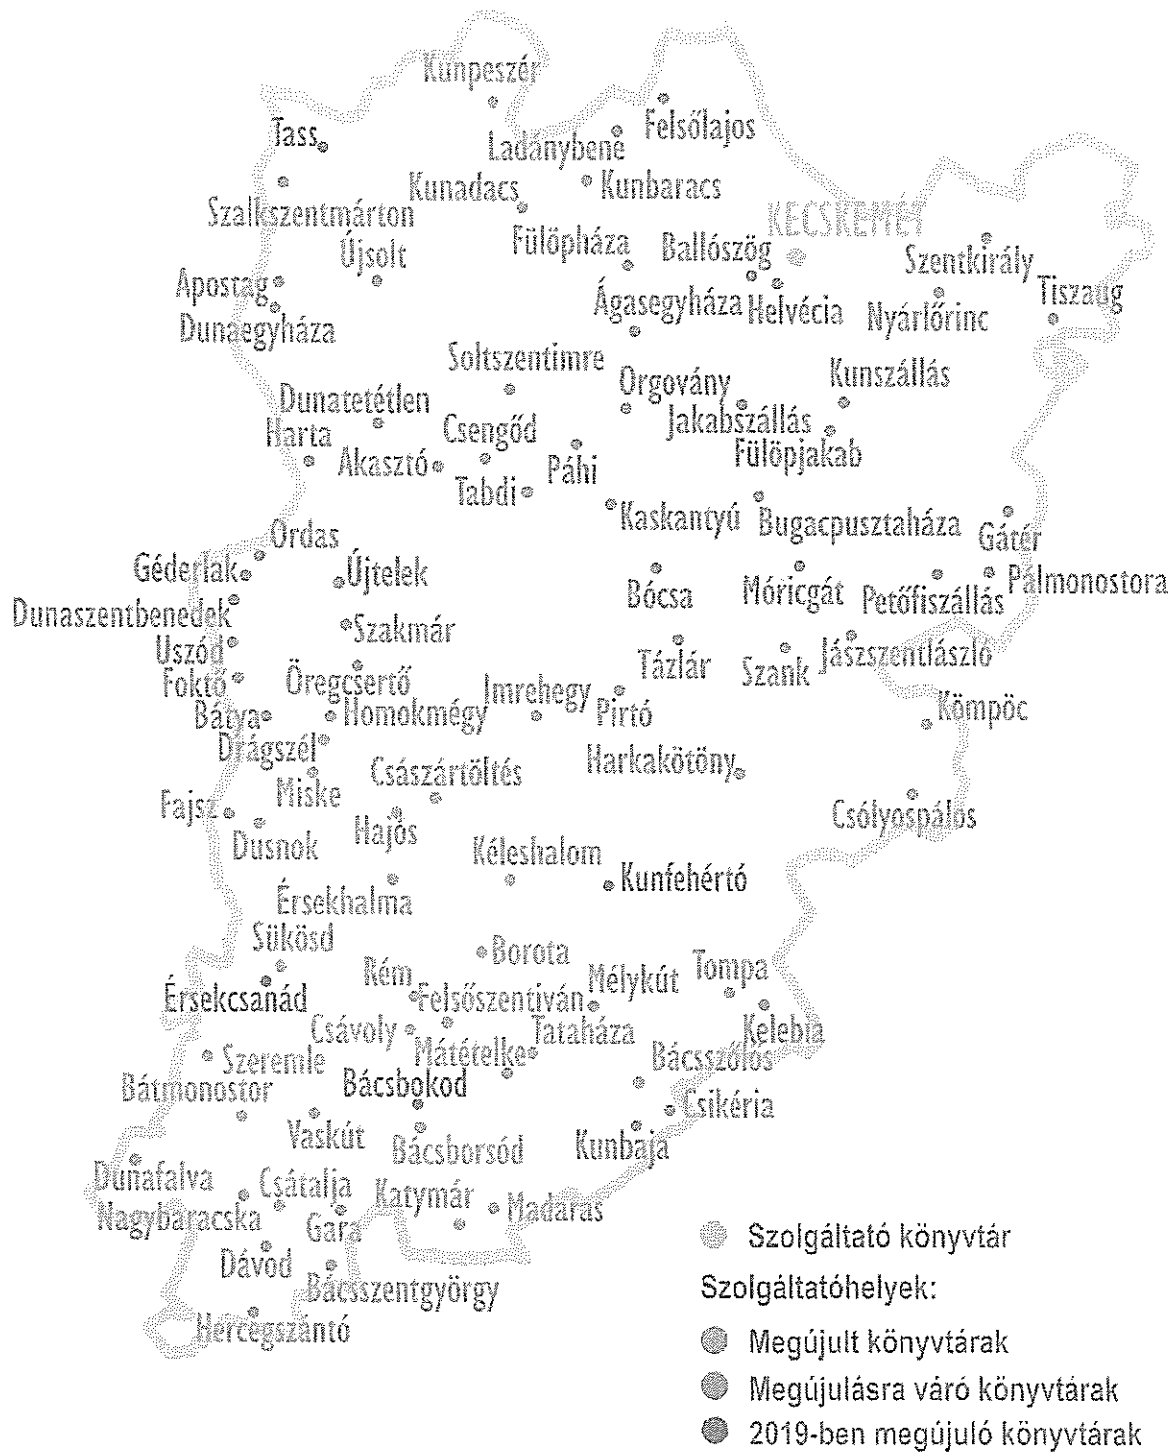 Kunpeszér
Felsőlajos
Tass
Ladánybene
Kunadacs
Kunbaracs
Szalkszentmárton
KECSKEMÉT
Fülöpháza
Ballószög
Újsolt
Szentkirály
Apostag
Ágasegyháza
Helvécia
Tiszaug
Dunaegyháza
Nyárlőrinc
Soltszentimre
Orgovány
Kunszállás
Dunatetétlen
Jakabszállás
Harta
Csengőd
Fülöpjakab
Akasztó
Páhi
Tabdi
Kaskantyú
Bugacpusztaháza
Ordas
Gátér
Géderlak
Újtelek
Pálmonostora
Bócsa
Móricgát
Petőfiszállás
Dunaszentbenedek
Szakmár
Uszód
Tázlár
Szank
Jászszentlászló
Foktő
Öregcsertő
Imrehegy
Pirtó
Bátya
Homokmégy
Kömpöc
Drágszél
Császártöltés
Harkakötöny
Miske
Fajsz
Csólyospálos
Dusnok
Hajós
Kéleshalom
Kunfehértó
Érsekhalma
Sükösd
Borota
Rém
Tompa
Mélykút
Érsekcsanád
Felsőszentiván
Csávoly
Tataháza
Kelebia
Mátételke
Szeremle
Bácsszőlős
Bátmonostor
Bácsbokod
Csikéria
Vaskút
Bácsborsód
Kunbaja
Dunafalva
Csátalja
Katymár
Nagybaracska
Madaras
Gara
Dávod
Bácsszentgyörgy
Hercegszántó
Szolgáltató könyvtár
Szolgáltatóhelyek:
Megújult könyvtárak
Megújulásra váró könyvtárak
2019-ben megújuló könyvtárak